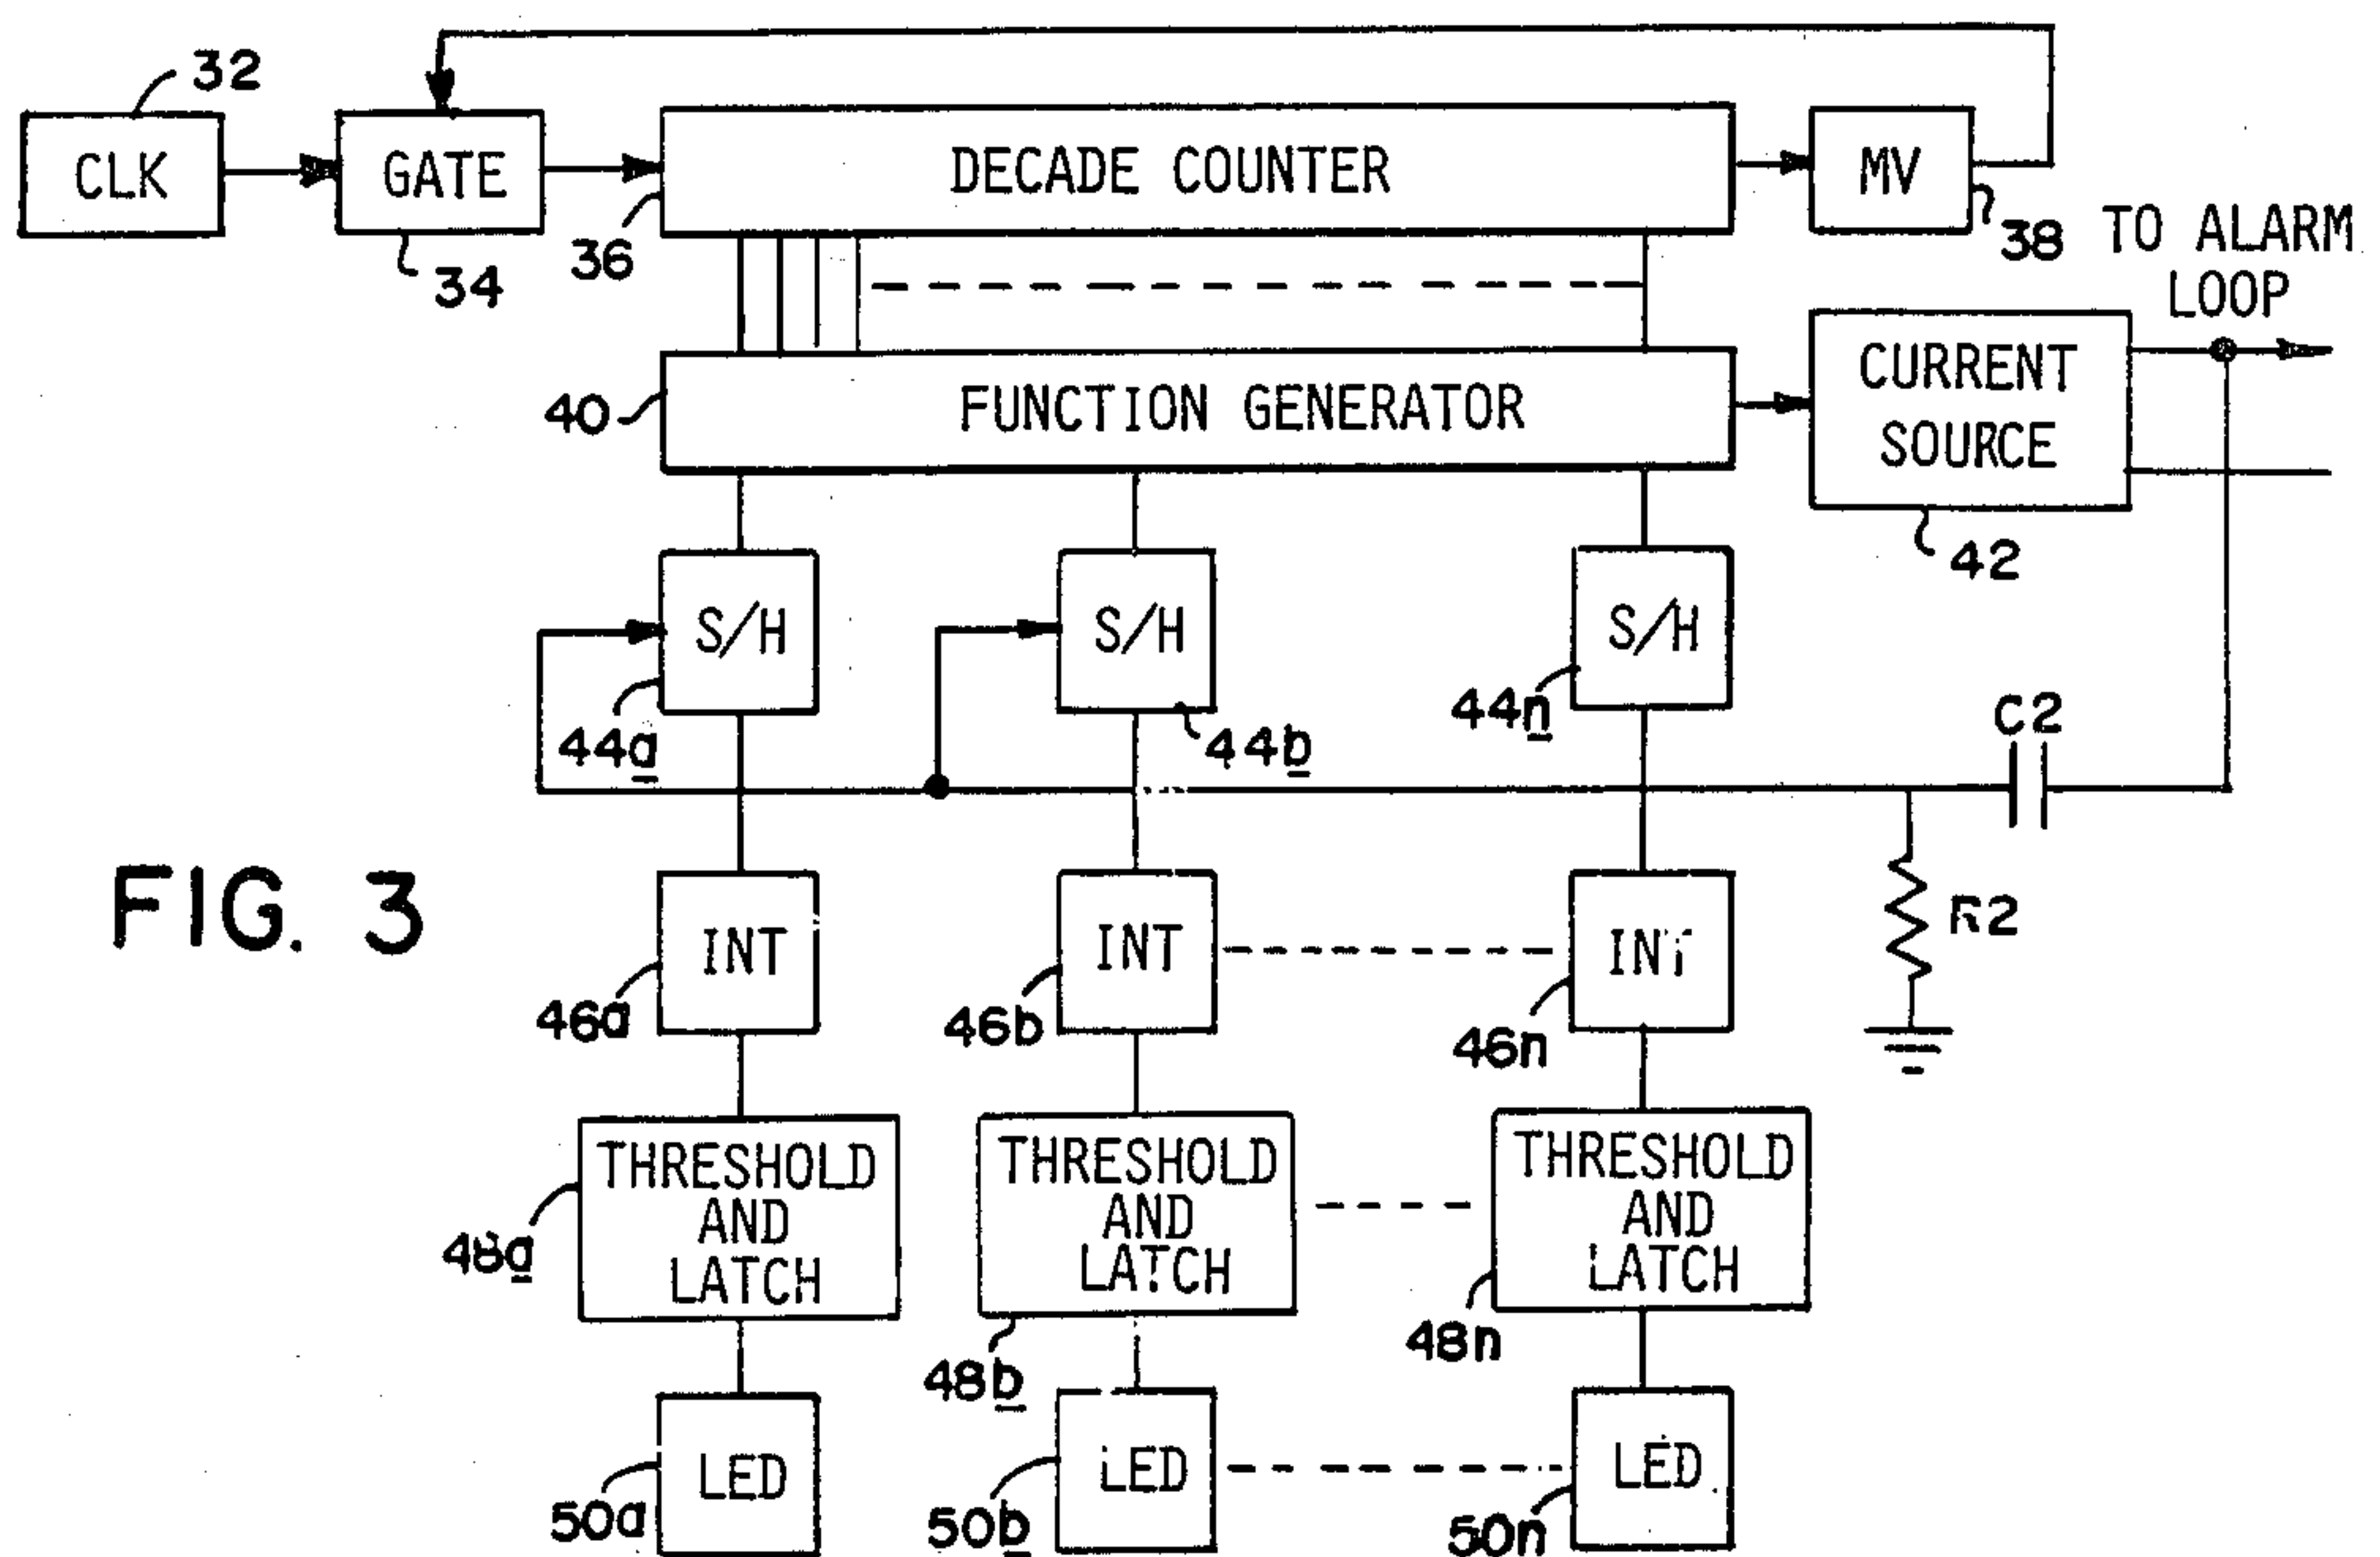 32
CLK
GATE
DECADE COUNTER
MV
34
36
38
TO ALARM
LOOP
40
FUNCTION GENERATOR
CURRENT
SOURCE
42
S/H
S/H
S/H
44a
44b
44n
C2
FIG. 3
INT
INT
INT
R2
46a
46b
46n
THRESHOLD
AND
LATCH
THRESHOLD
AND
LATCH
THRESHOLD
AND
LATCH
48a
48b
48n
LED
LED
LED
50a
50b
50n